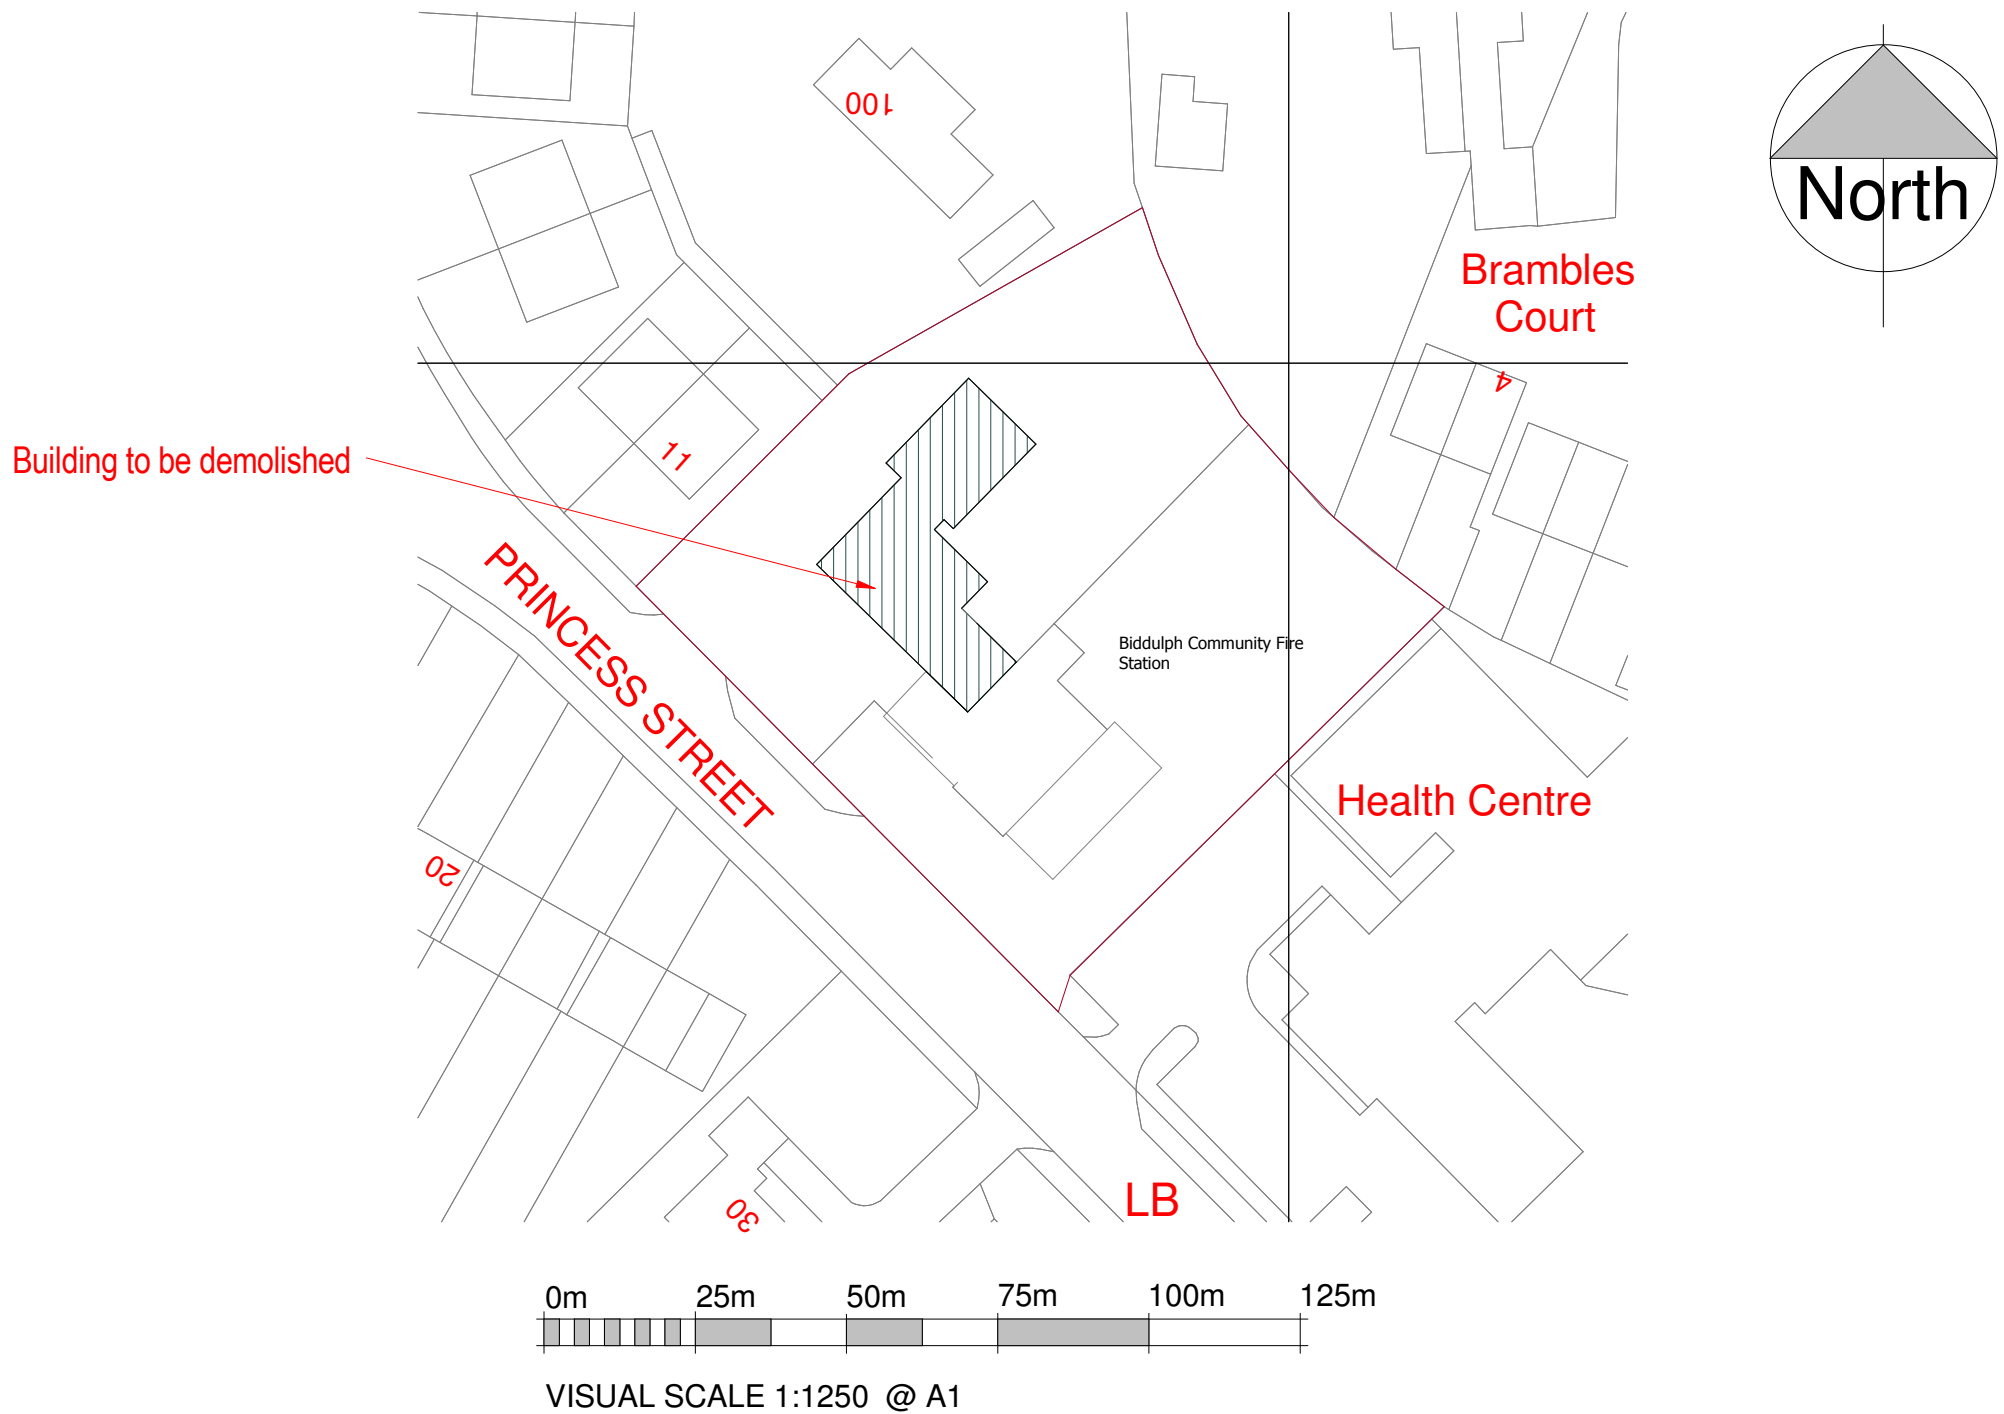 100
North
Brambles
Court
4
11
Building to be demolished
PRINCESS STREET
Biddulph Community Fire
Station
Health Centre
20
30
LB
0m 25m 50m 75m 100m 125m
VISUAL SCALE 1:1250 @ A1